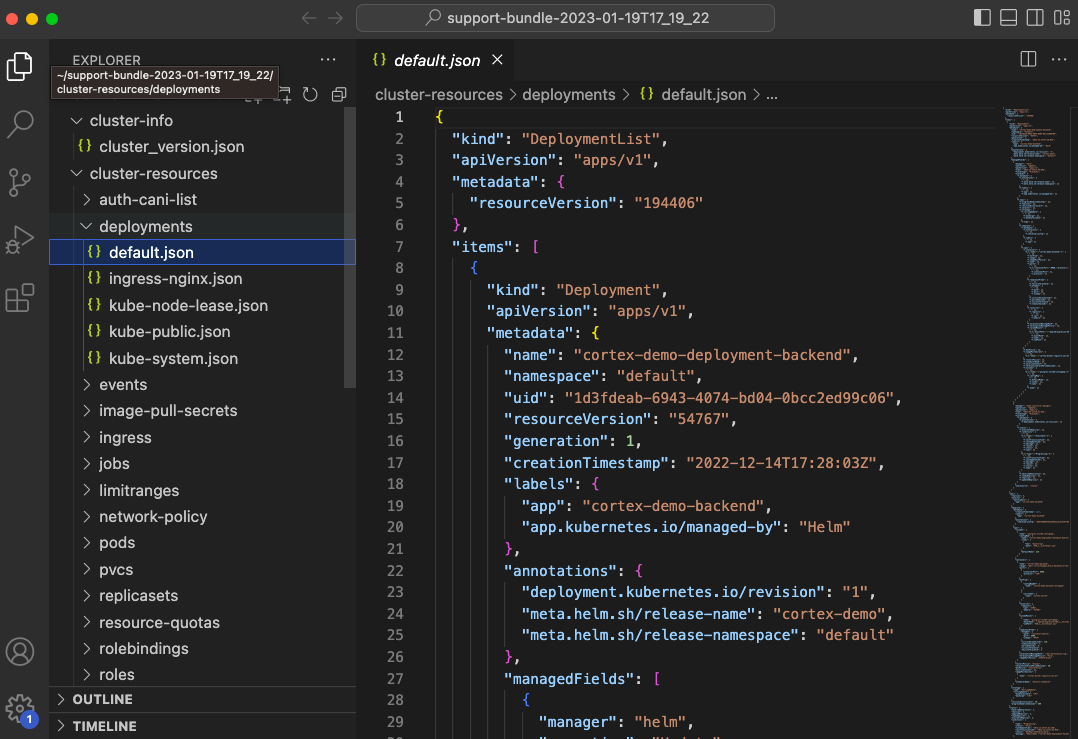 support-bundle-2023-01-19T17_19_22
EXPLORER
~/support-bundle-2023-01-19T17_19_22/
cluster-resources/deployments
cluster-info
{} cluster_version.json
cluster-resources
auth-cani-list
deployments
{} default.json
{} ingress-nginx.json
{} kube-node-lease.json
{} kube-public.json
{} kube-system.json
events
image-pull-secrets
ingress
jobs
limitranges
network-policy
pods
pvcs
replicasets
resource-quotas
rolebindings
roles
OUTLINE
TIMELINE
1
{} default.json
cluster-resources > deployments > {} default.json > ...
1 {
2 "kind": "DeploymentList",
3 "apiVersion": "apps/v1",
4 "metadata": {
5 "resourceVersion": "194406"
6 },
7 "items": [
8 {
9 "kind": "Deployment",
10 "apiVersion": "apps/v1",
11 "metadata": {
12 "name": "cortex-demo-deployment-backend",
13 "namespace": "default",
14 "uid": "1d3fdeab-6943-4074-bd04-0bcc2ed99c06",
15 "resourceVersion": "54767",
16 "generation": 1,
17 "creationTimestamp": "2022-12-14T17:28:03Z",
18 "labels": {
19 "app": "cortex-demo-backend",
20 "app.kubernetes.io/managed-by": "Helm"
21 },
22 "annotations": {
23 "deployment.kubernetes.io/revision": "1",
24 "meta.helm.sh/release-name": "cortex-demo",
25 "meta.helm.sh/release-namespace": "default"
26 },
27 "managedFields": [
28 {
29 "manager": "helm",